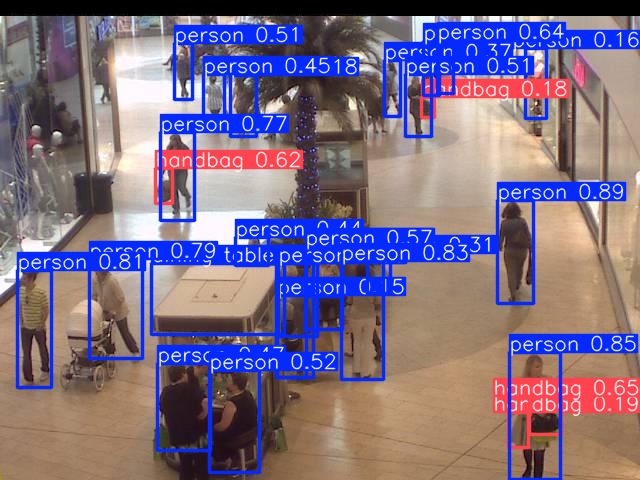 person 0.51
person 0.64
person 0.16
0.37
person 0.4518
person 0.51
handbag 0.18
person 0.77
handbag 0.62
person 0.89
person 0.44
person 0.57
0.31
person 0.79
table
person 0.83
person 0.81
0.15
person 0.85
person 0.47
person 0.52
handbag 0.65
handbag 0.19